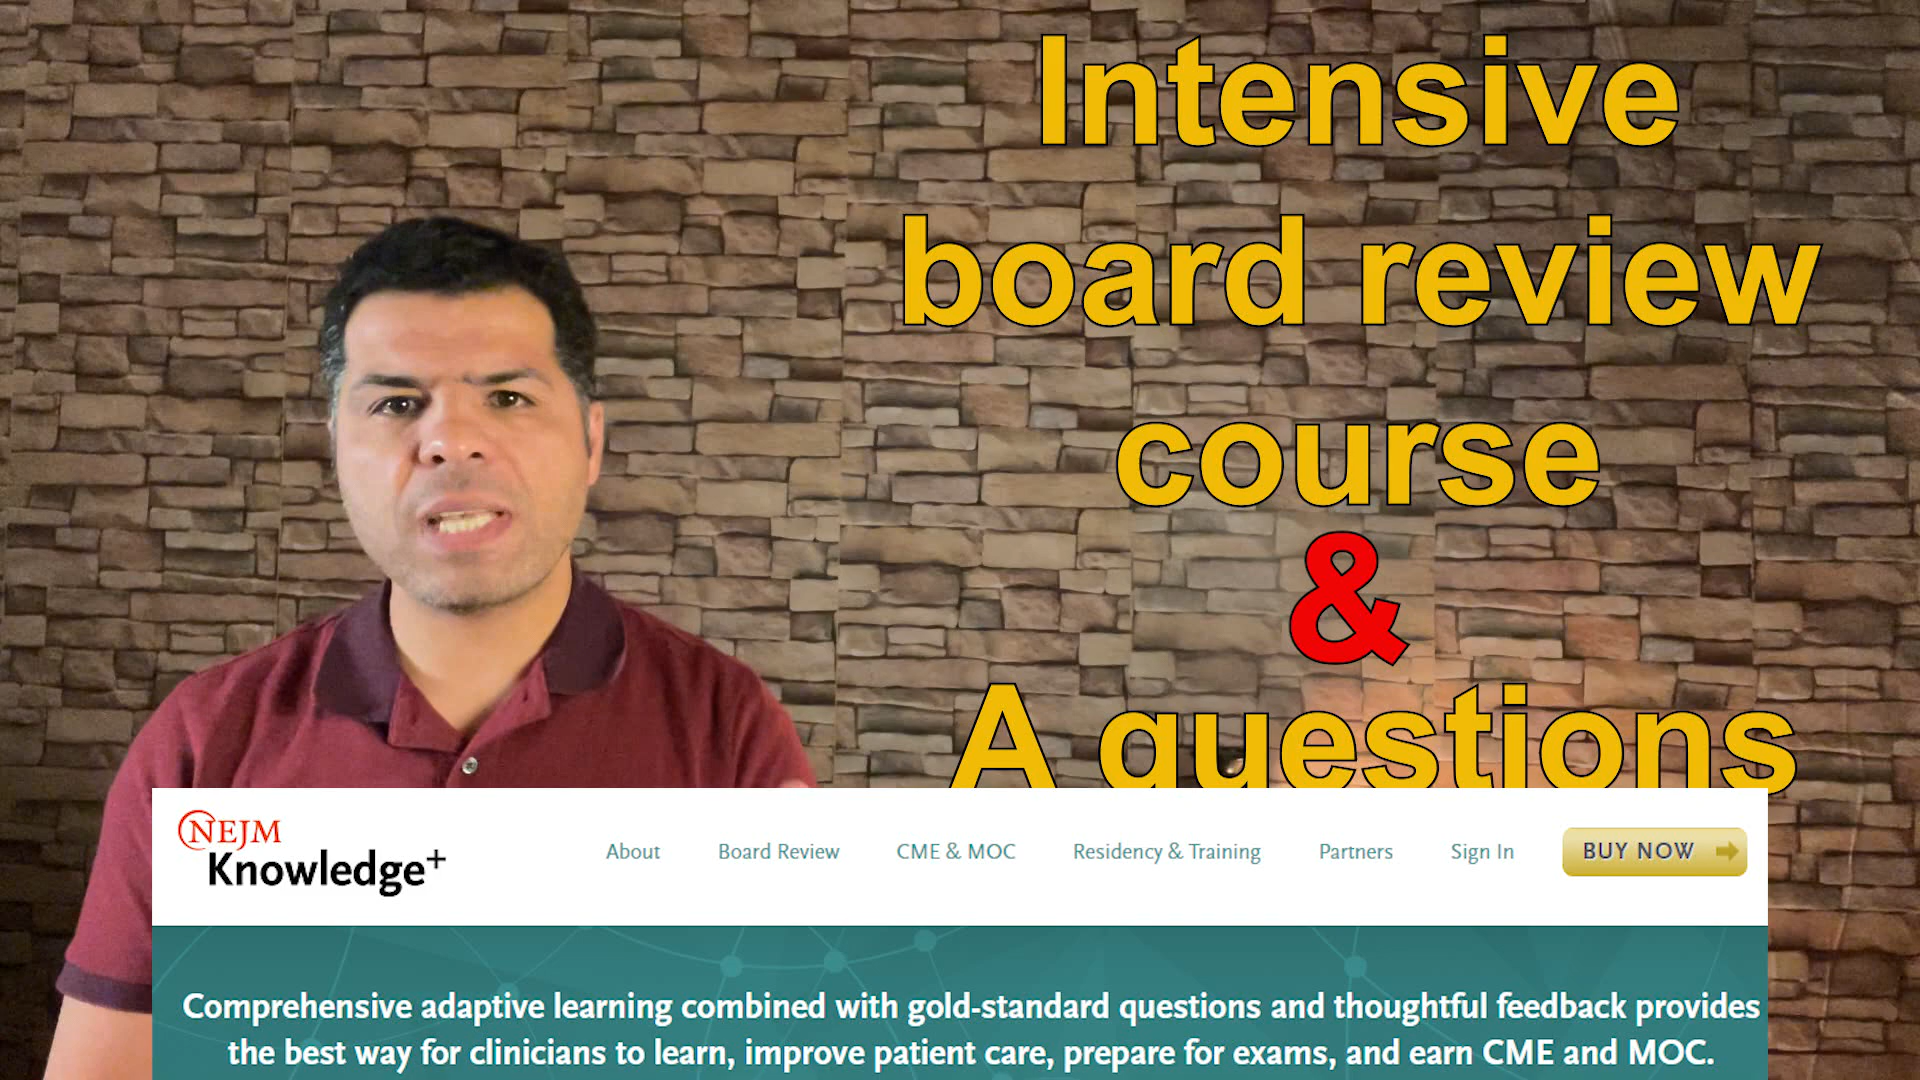 Intensive
board review
course
&
A questions
NEJM
Knowledge+
About Board Review CME & MOC Residency & Training Partners Sign In BUY NOW
Comprehensive adaptive learning combined with gold-standard questions and thoughtful feedback provides
the best way for clinicians to learn, improve patient care, prepare for exams, and earn CME and MOC.